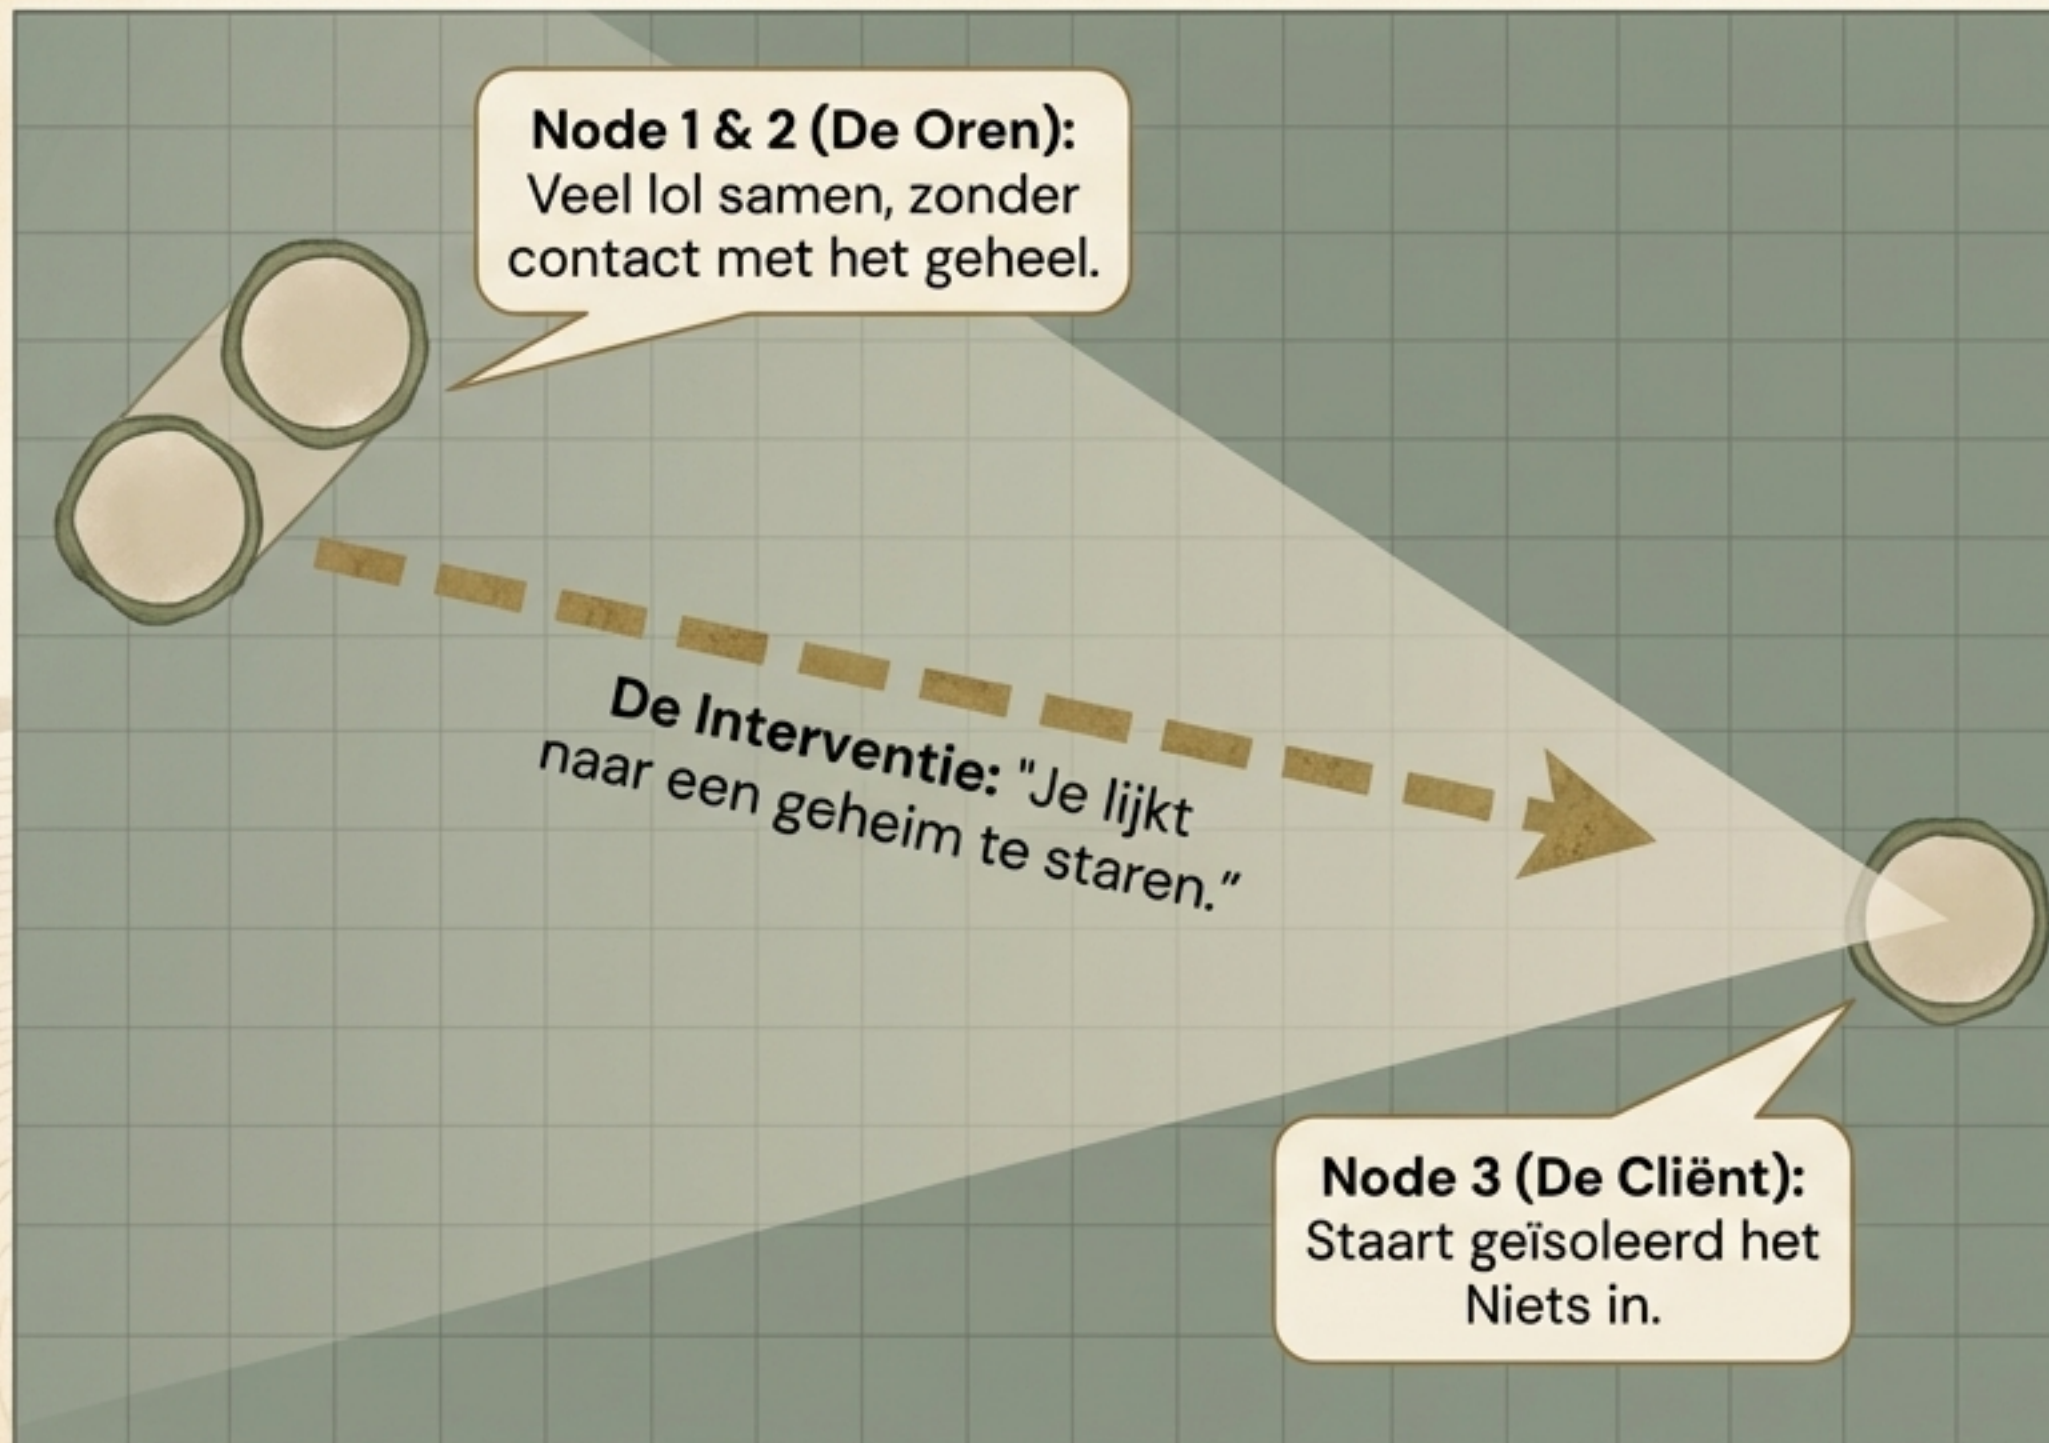 Node 1 & 2 (De Oren):
Veel lol samen, zonder
contact met het geheel.
De Interventie: "Je lijkt
naar een geheim te staren.”
Node 3 (De Cliënt):
Staart geïsoleerd het
Niets in.